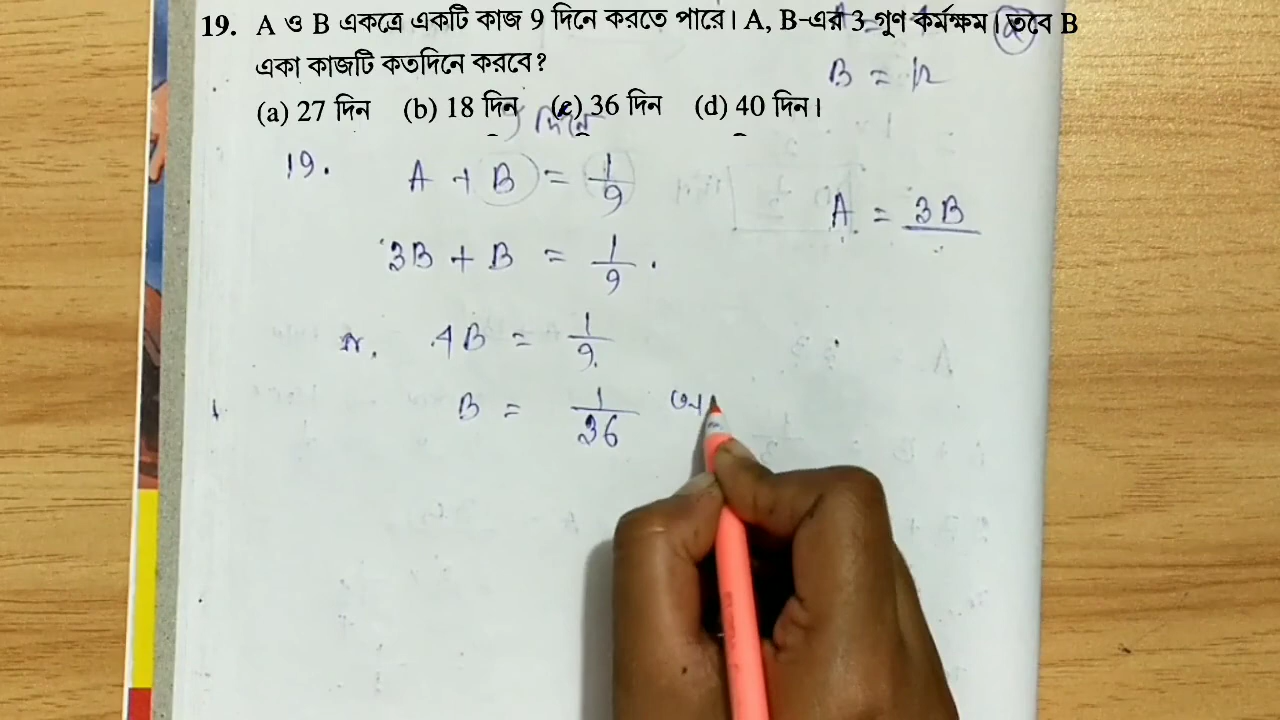 19. A ও B একত্রে একটি কাজ 9 দিনে করতে পারে। A, B-এর 3 গুণ কর্মক্ষম। তবে B
একা কাজটি কতদিনে করবে?
(a) 27 দিন (b) 18 দিন (c) 36 দিন (d) 40 দিন।
B =
দিনে
19. A + B = 1/9
A = 3B
3B + B = 1/9.
4B = 1/9
B = 1/36